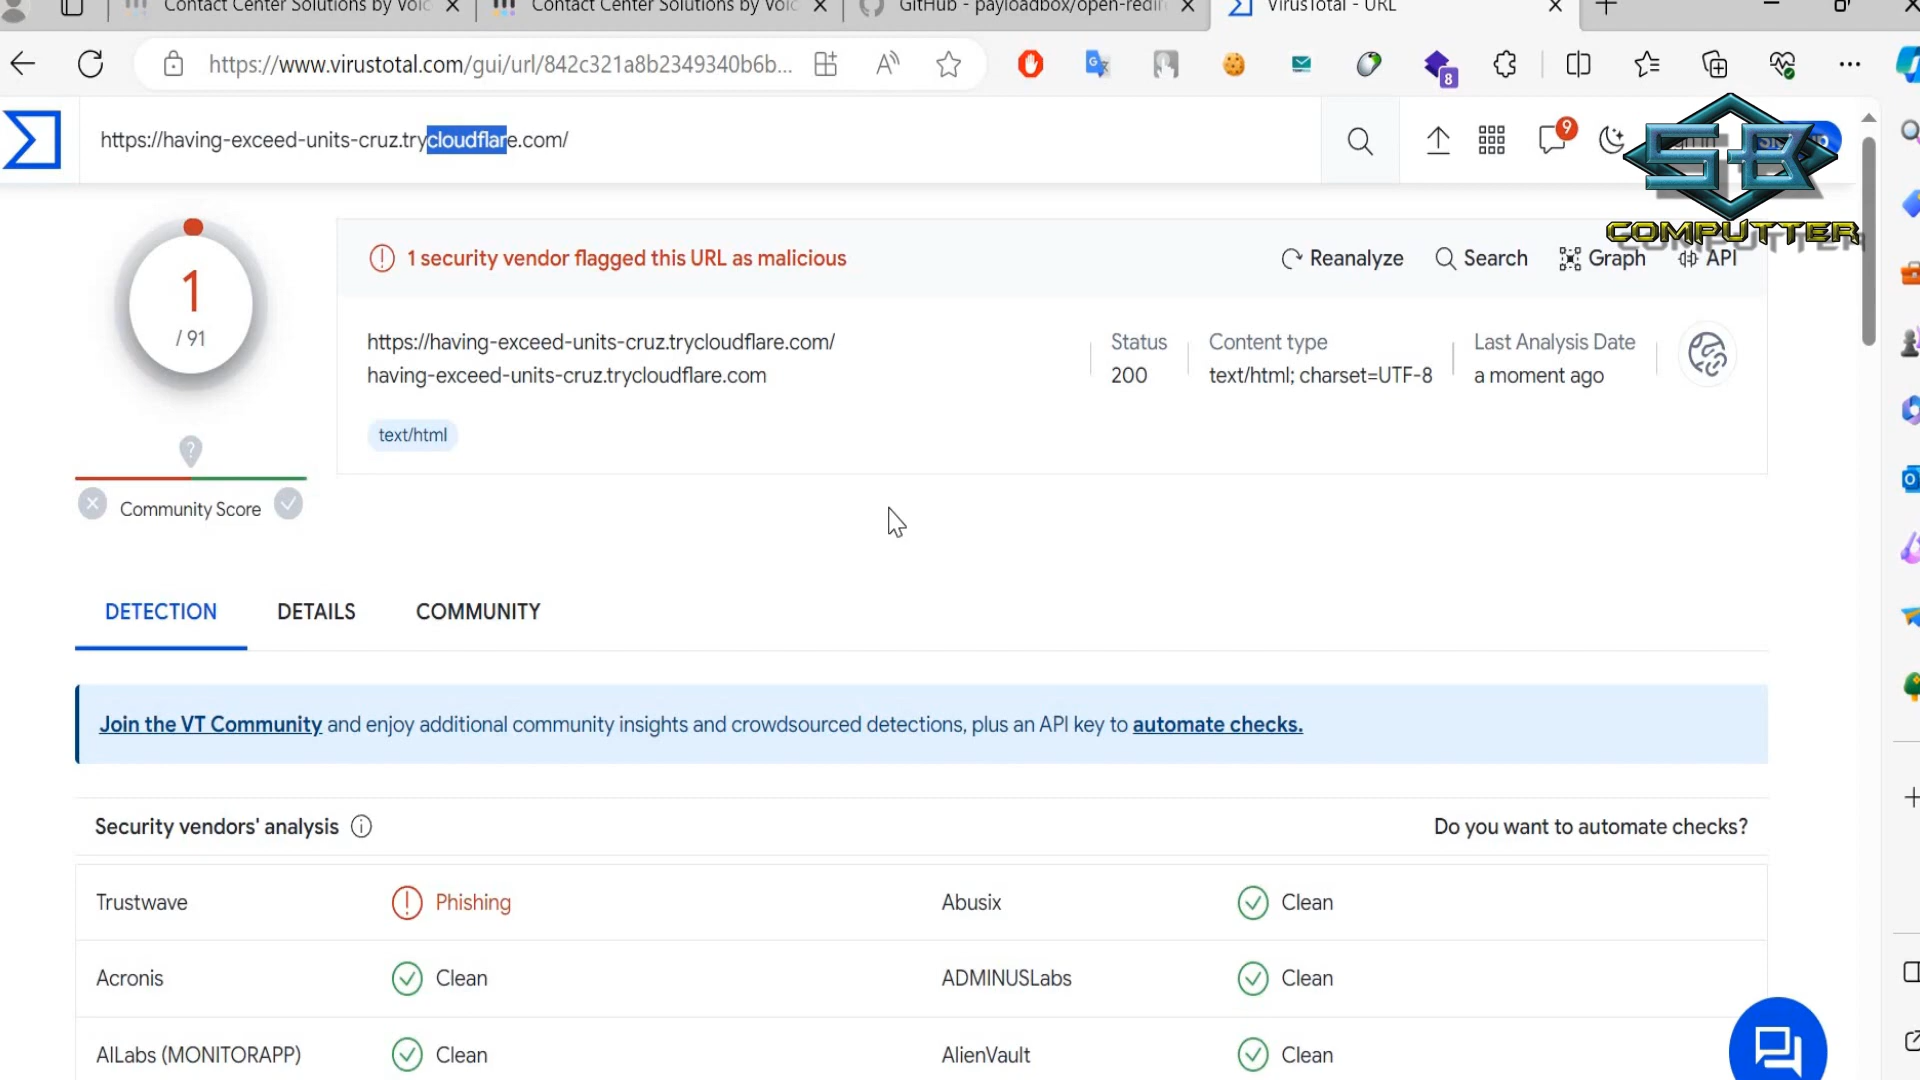 Contact Center Solutions by Voic
Contact Center Solutions by Voic
GitHub - payloadbox/open-redire
VirusTotal - URL
https://www.virustotal.com/gui/url/842c321a8b2349340b6b...
8
https://having-exceed-units-cruz.trycloudflare.com/
9
SB
COMPUTTER
1
/ 91
1 security vendor flagged this URL as malicious
Reanalyze
Search
Graph
API
https://having-exceed-units-cruz.trycloudflare.com/
having-exceed-units-cruz.trycloudflare.com
Status
200
Content type
text/html; charset=UTF-8
Last Analysis Date
a moment ago
text/html
?
Community Score
DETECTION
DETAILS
COMMUNITY
Join the VT Community and enjoy additional community insights and crowdsourced detections, plus an API key to automate checks.
Security vendors' analysis
Do you want to automate checks?
Trustwave
Phishing
Abusix
Clean
Acronis
Clean
ADMINUSLabs
Clean
AILabs (MONITORAPP)
Clean
AlienVault
Clean